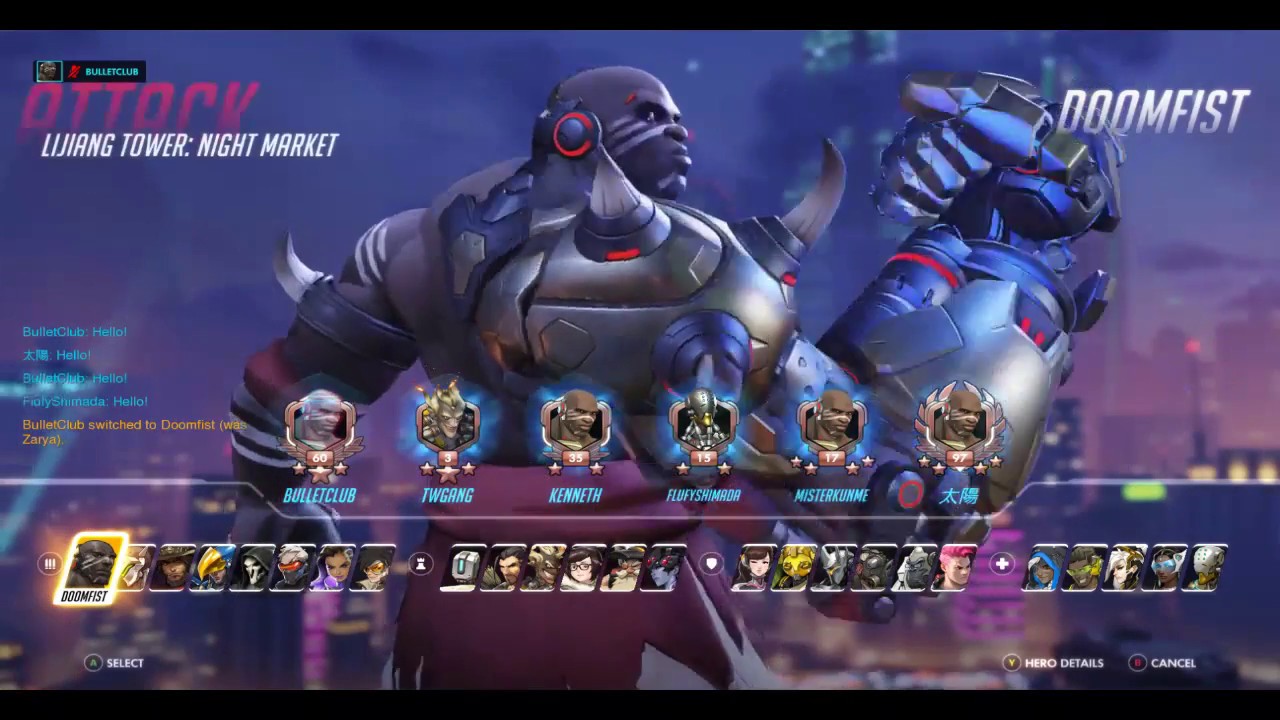 BULLETCLUB
ATTACK
LIJIANG TOWER: NIGHT MARKET
DOOMFIST
BulletClub: Hello!
太陽: Hello!
BulletClub: Hello!
FlufyShimada: Hello!
BulletClub switched to Doomfist (was
Zarya).
60
3
35
15
17
97
BULLETCLUB
TWGANG
KENNETH
FLUFYSHIMADA
MISTERKUNME
太陽
DOOMFIST
A SELECT
Y HERO DETAILS
B CANCEL